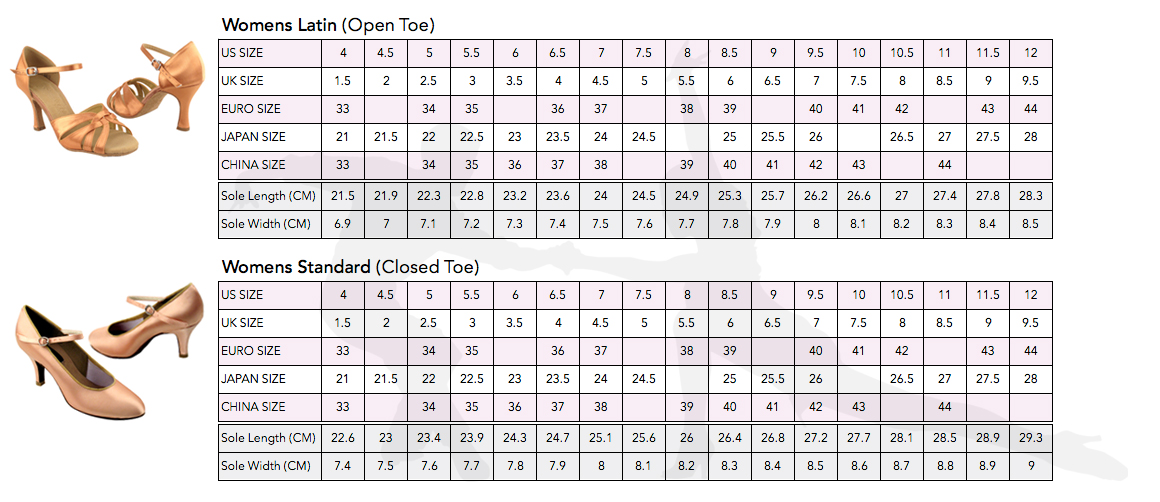 Womens Latin (Open Toe)
US SIZE 4 4.5 5 5.5 6 6.5 7 7.5 8 8.5 9 9.5 10 10.5 11 11.5 12
UK SIZE 1.5 2 2.5 3 3.5 4 4.5 5 5.5 6 6.5 7 7.5 8 8.5 9 9.5
EURO SIZE 33 34 35 36 37 38 39 40 41 42 43 44
JAPAN SIZE 21 21.5 22 22.5 23 23.5 24 24.5 25 25.5 26 26.5 27 27.5 28
CHINA SIZE 33 34 35 36 37 38 39 40 41 42 43 44
Sole Length (CM) 21.5 21.9 22.3 22.8 23.2 23.6 24 24.5 24.9 25.3 25.7 26.2 26.6 27 27.4 27.8 28.3
Sole Width (CM) 6.9 7 7.1 7.2 7.3 7.4 7.5 7.6 7.7 7.8 7.9 8 8.1 8.2 8.3 8.4 8.5
Womens Standard (Closed Toe)
US SIZE 4 4.5 5 5.5 6 6.5 7 7.5 8 8.5 9 9.5 10 10.5 11 11.5 12
UK SIZE 1.5 2 2.5 3 3.5 4 4.5 5 5.5 6 6.5 7 7.5 8 8.5 9 9.5
EURO SIZE 33 34 35 36 37 38 39 40 41 42 43 44
JAPAN SIZE 21 21.5 22 22.5 23 23.5 24 24.5 25 25.5 26 26.5 27 27.5 28
CHINA SIZE 33 34 35 36 37 38 39 40 41 42 43 44
Sole Length (CM) 22.6 23 23.4 23.9 24.3 24.7 25.1 25.6 26 26.4 26.8 27.2 27.7 28.1 28.5 28.9 29.3
Sole Width (CM) 7.4 7.5 7.6 7.7 7.8 7.9 8 8.1 8.2 8.3 8.4 8.5 8.6 8.7 8.8 8.9 9